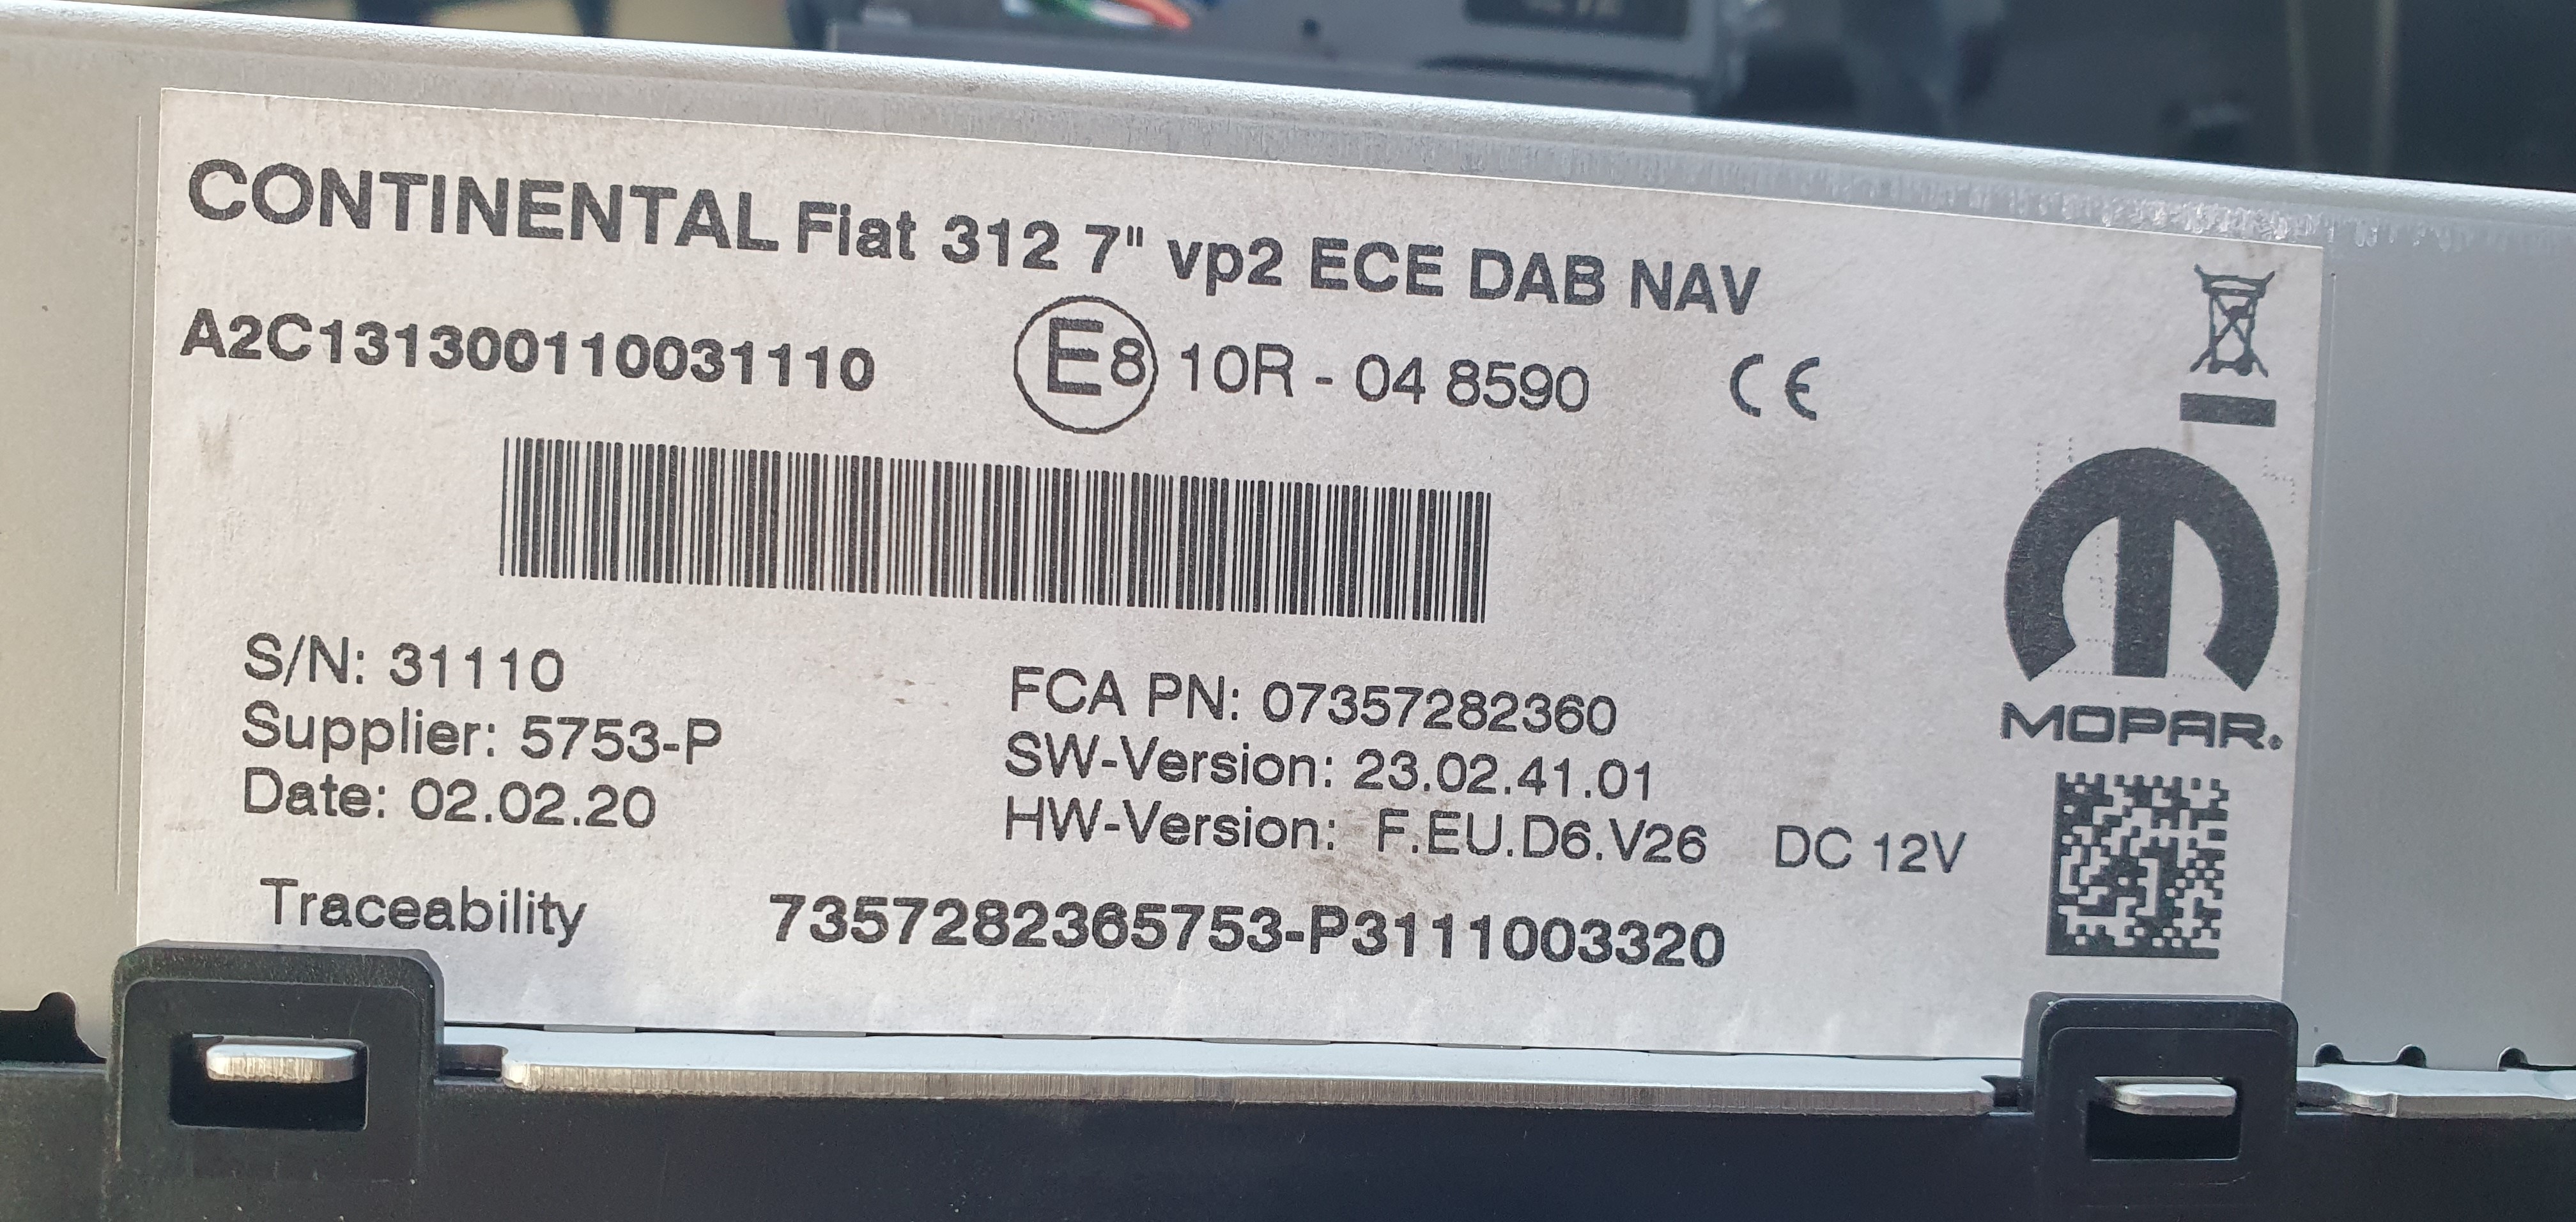 CONTINENTAL Fiat 312 7" vp2 ECE DAB NAV
A2C131300110031110 E8 10R - 04 8590 CE
S/N: 31110
Supplier: 5753-P
Date: 02.02.20
FCA PN: 07357282360
SW-Version: 23.02.41.01
HW-Version: F.EU.D6.V26 DC 12V
MOPAR
Traceability 7357282365753-P3111003320